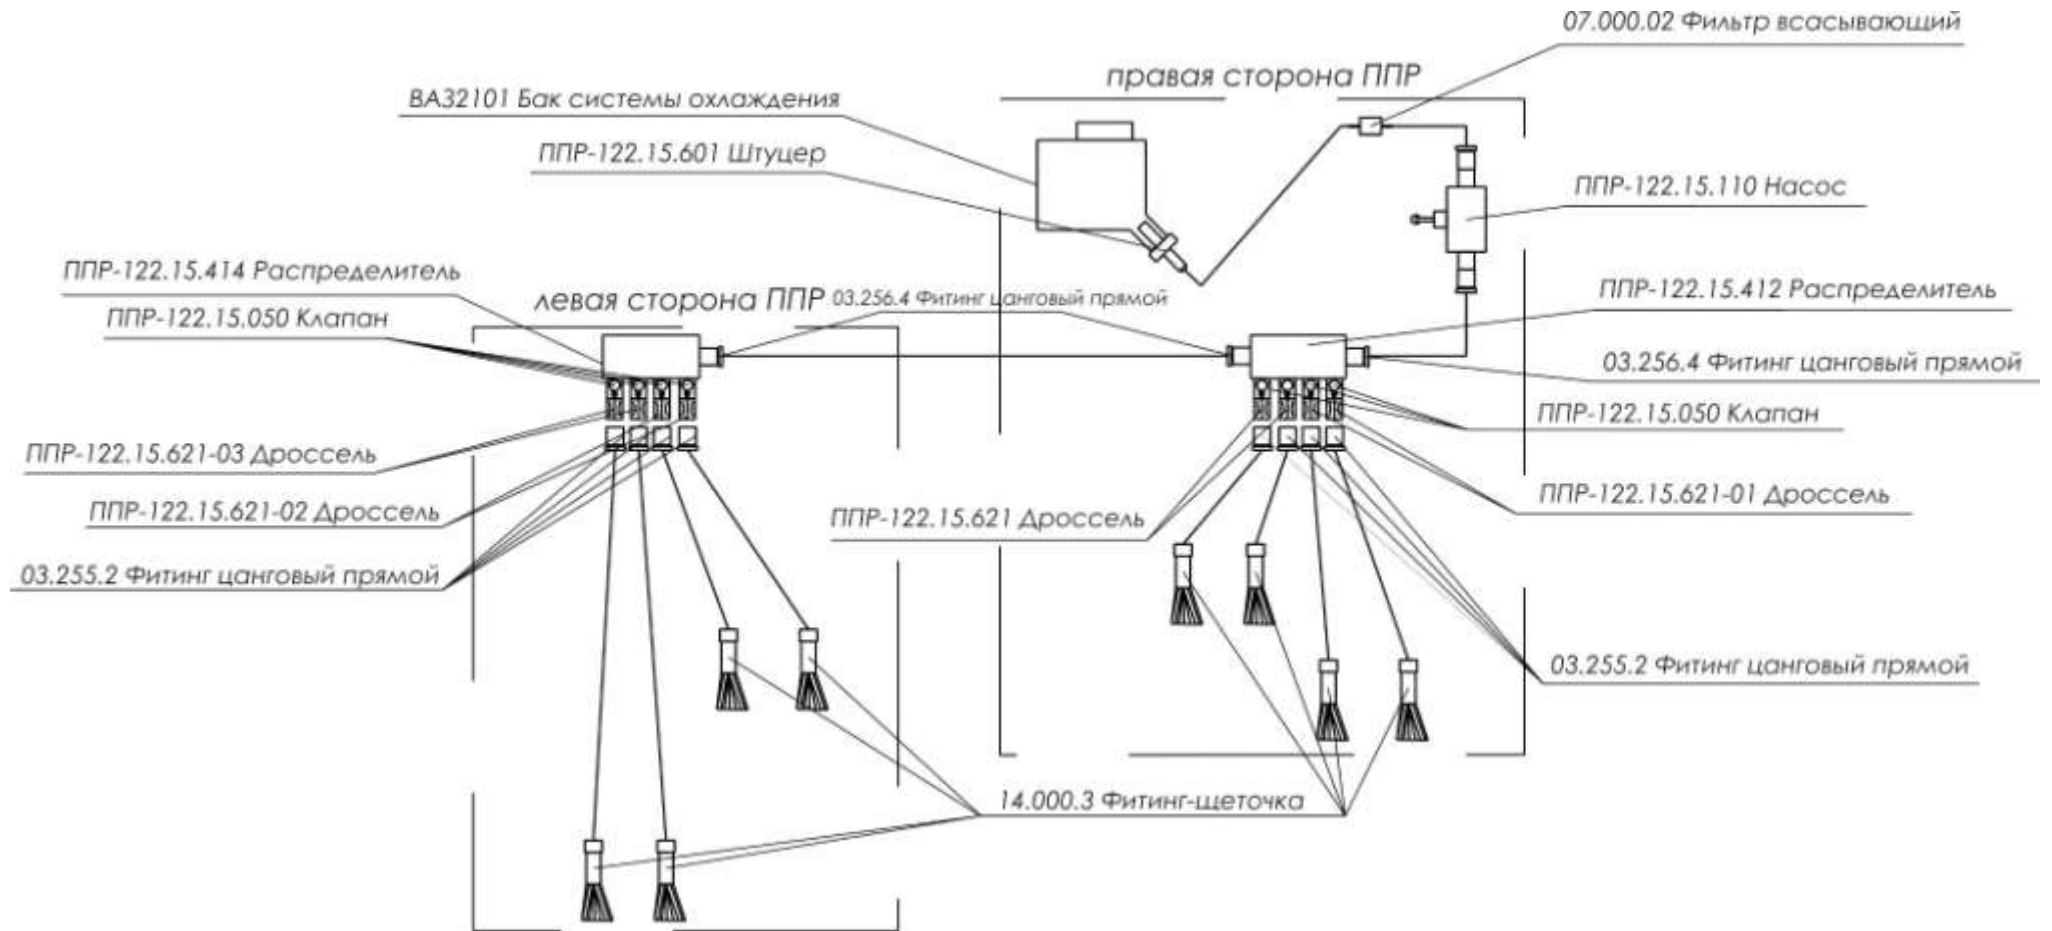 07.000.02 Фильтр всасывающий
правая сторона ППР
ВАЗ2101 Бак системы охлаждения
ППР-122.15.601 Штуцер
ППР-122.15.110 Насос
ППР-122.15.414 Распределитель
левая сторона ППР
03.256.4 Фитинг цанговый прямой
ППР-122.15.412 Распределитель
ППР-122.15.050 Клапан
03.256.4 Фитинг цанговый прямой
ППР-122.15.050 Клапан
ППР-122.15.621-03 Дроссель
ППР-122.15.621-01 Дроссель
ППР-122.15.621-02 Дроссель
ППР-122.15.621 Дроссель
03.255.2 Фитинг цанговый прямой
03.255.2 Фитинг цанговый прямой
14.000.3 Фитинг-щеточка